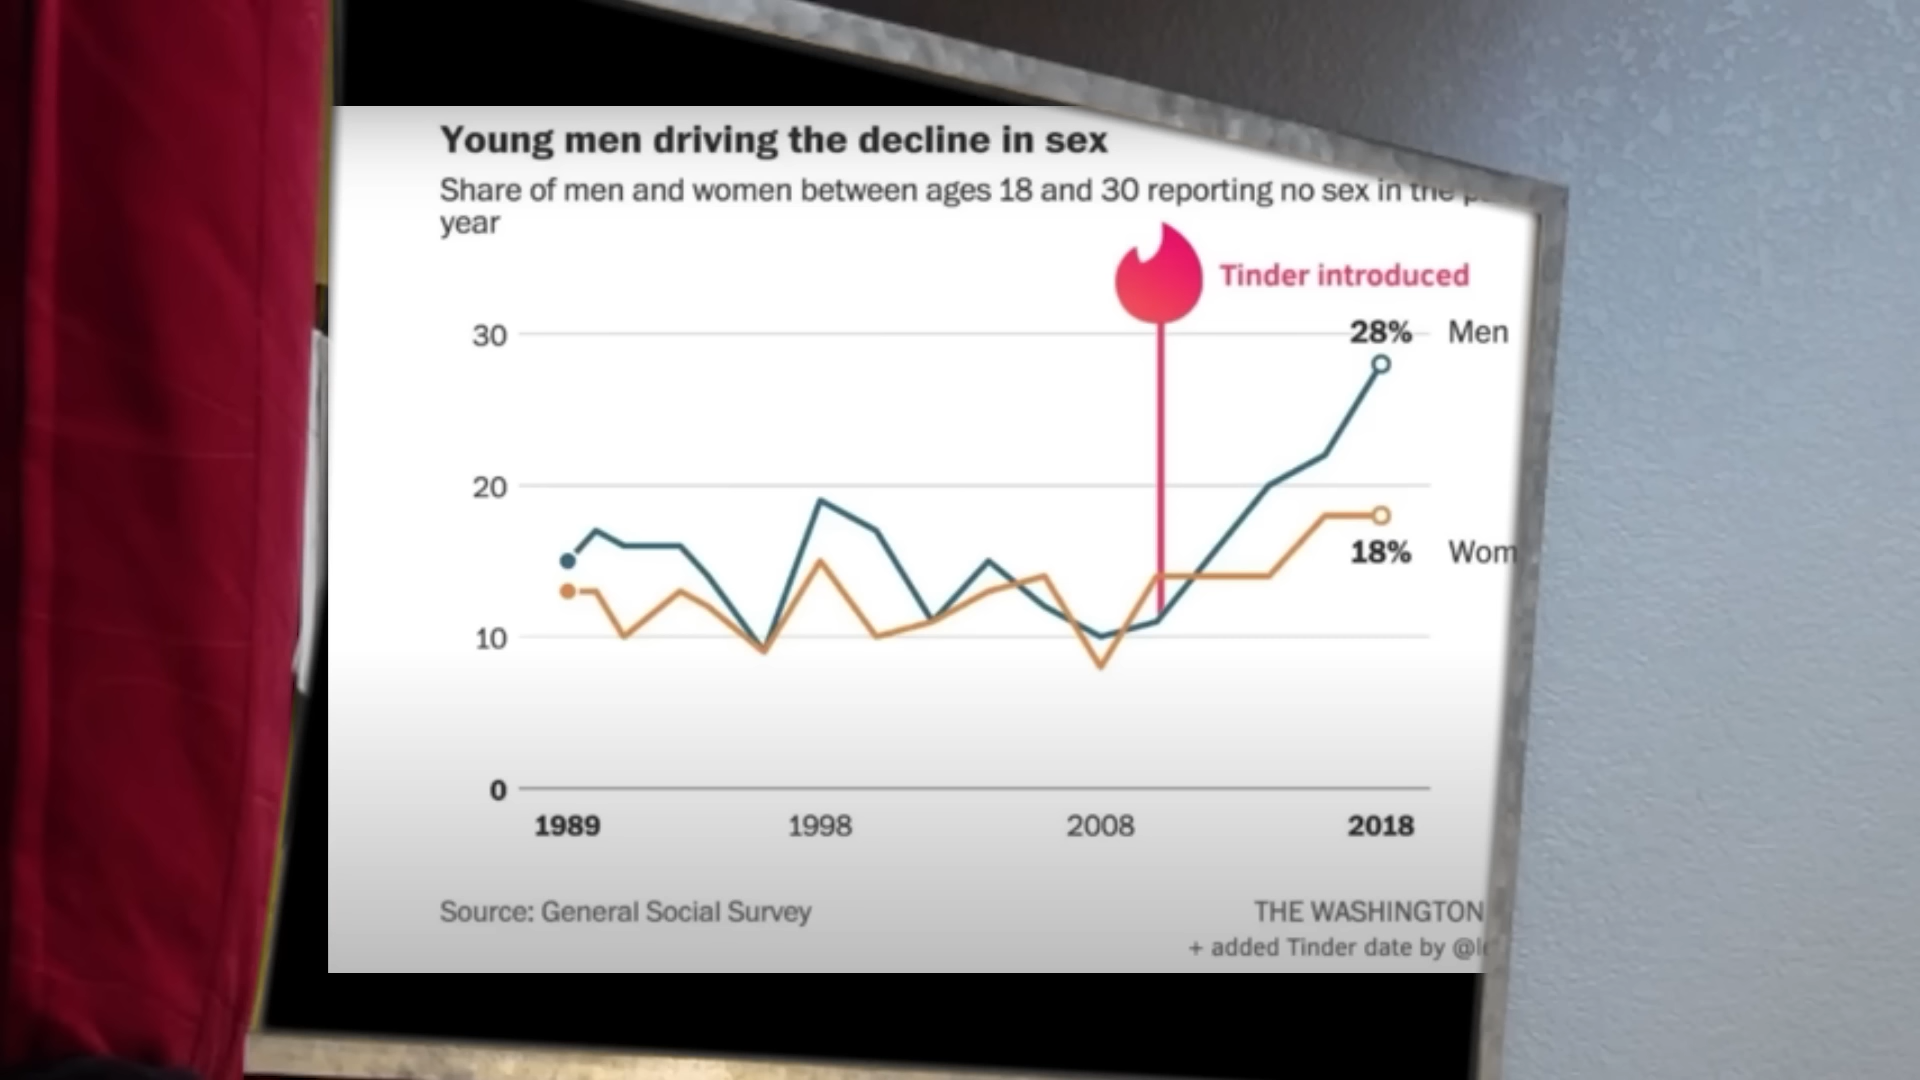 Young men driving the decline in sex
Share of men and women between ages 18 and 30 reporting no sex in the
year
Tinder introduced
30
28% Men
20
18%
10
0
1989 1998 2008 2018
Source: General Social Survey
THE WASHINGTON
+ added Tinder date by